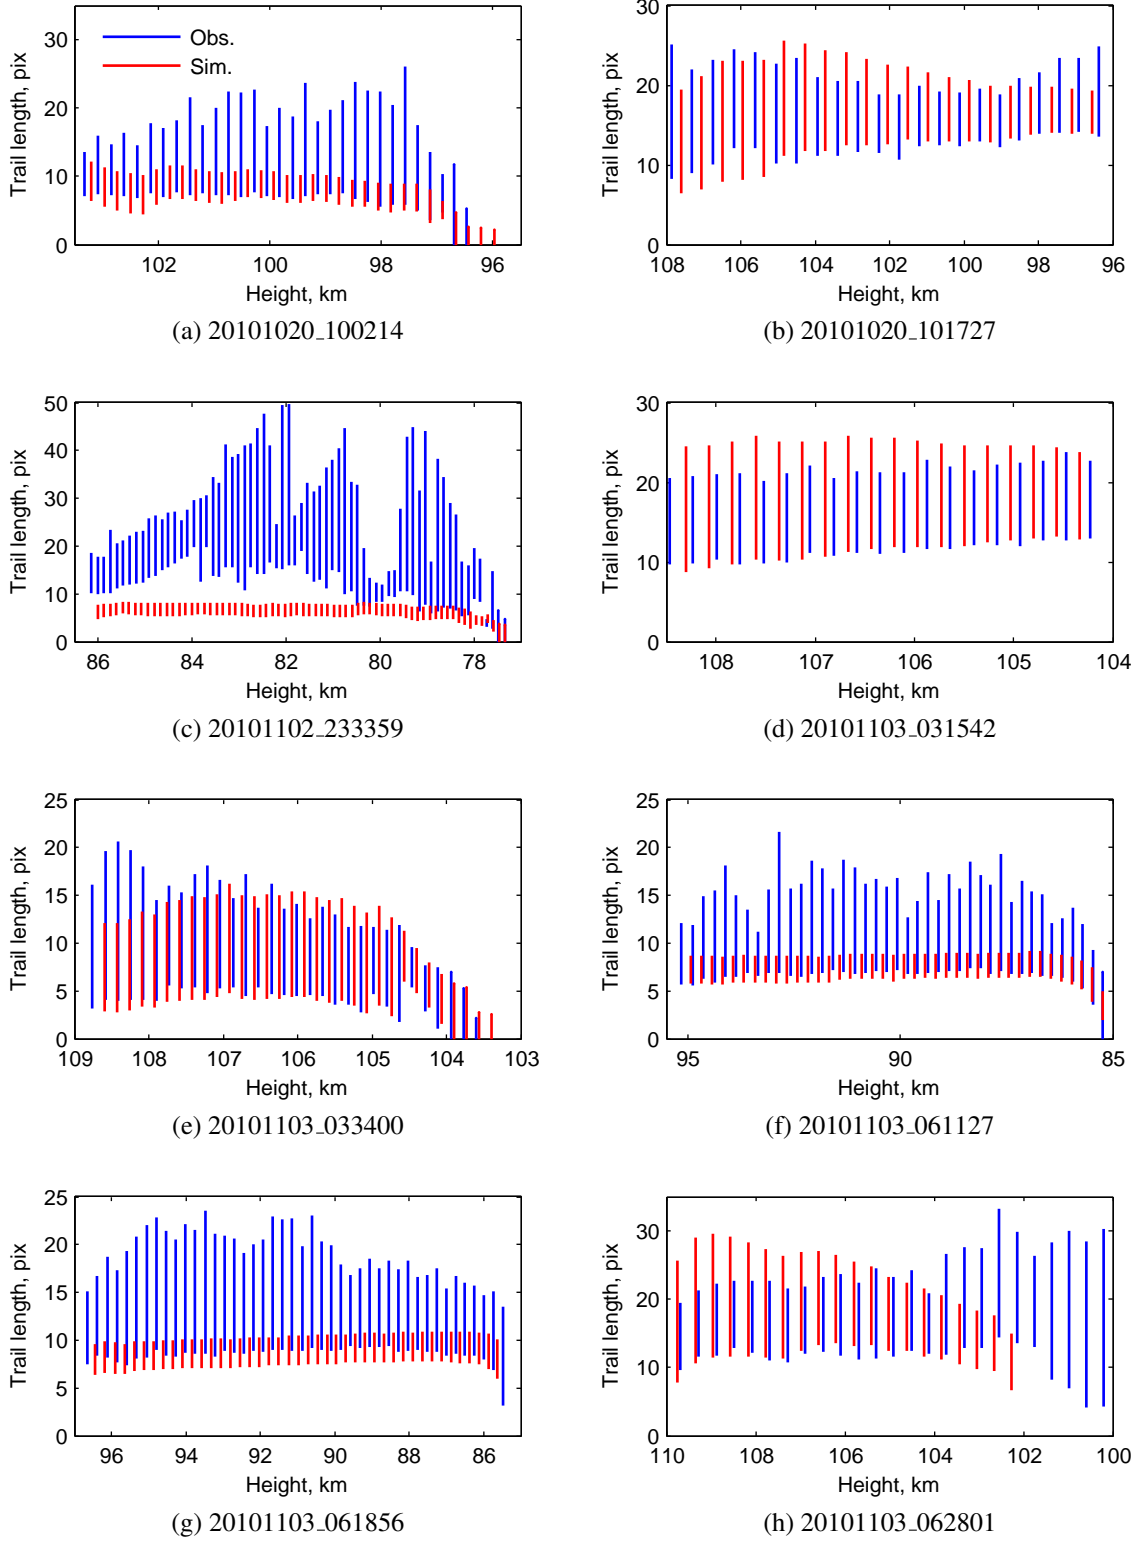 Trail length, pix
30
20
10
0
Obs.
Sim.
102 100 98 96
Height, km
(a) 20101020_100214
Trail length, pix
30
20
10
0
108 106 104 102 100 98 96
Height, km
(b) 20101020_101727
Trail length, pix
50
40
30
20
10
0
86 84 82 80 78
Height, km
(c) 20101102_233359
Trail length, pix
30
20
10
0
108 107 106 105 104
Height, km
(d) 20101103_031542
Trail length, pix
25
20
15
10
5
0
109 108 107 106 105 104 103
Height, km
(e) 20101103_033400
Trail length, pix
25
20
15
10
5
0
95 90 85
Height, km
(f) 20101103_061127
Trail length, pix
25
20
15
10
5
0
96 94 92 90 88 86
Height, km
(g) 20101103_061856
Trail length, pix
30
20
10
0
110 108 106 104 102 100
Height, km
(h) 20101103_062801